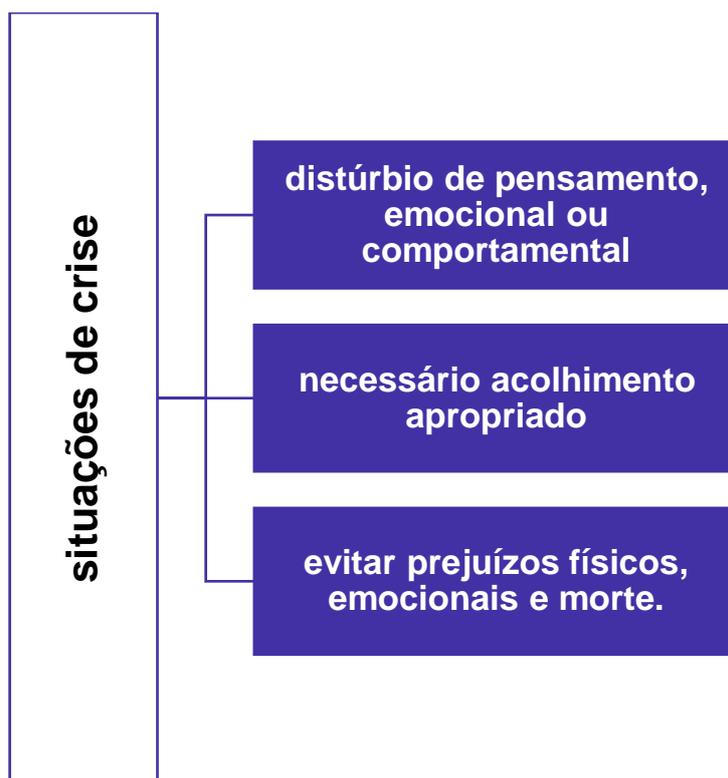 situações de crise
distúrbio de pensamento,
emocional ou
comportamental
necessário acolhimento
apropriado
evitar prejuízos físicos,
emocionais e morte.